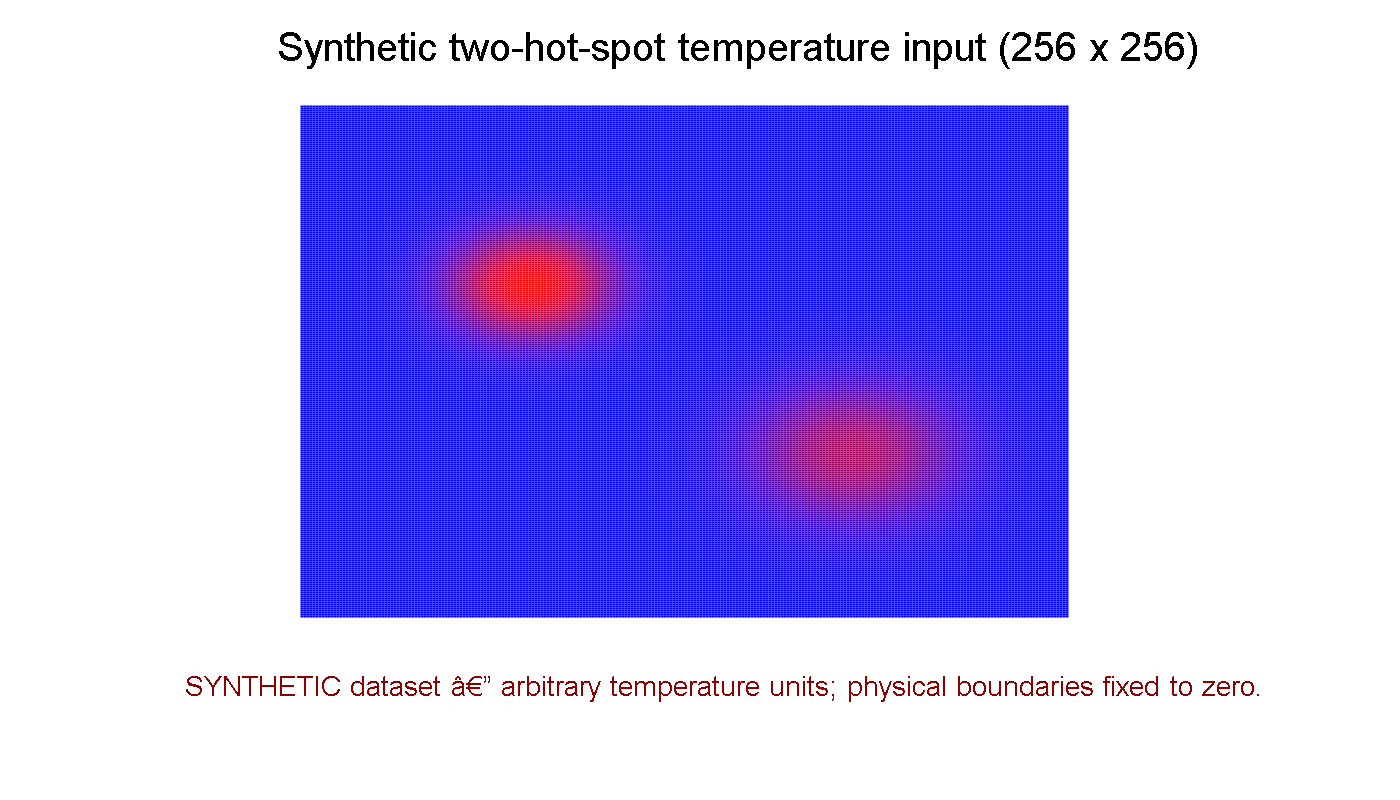 Synthetic two-hot-spot temperature input (256 x 256)
SYNTHETIC dataset â€” arbitrary temperature units; physical boundaries fixed to zero.